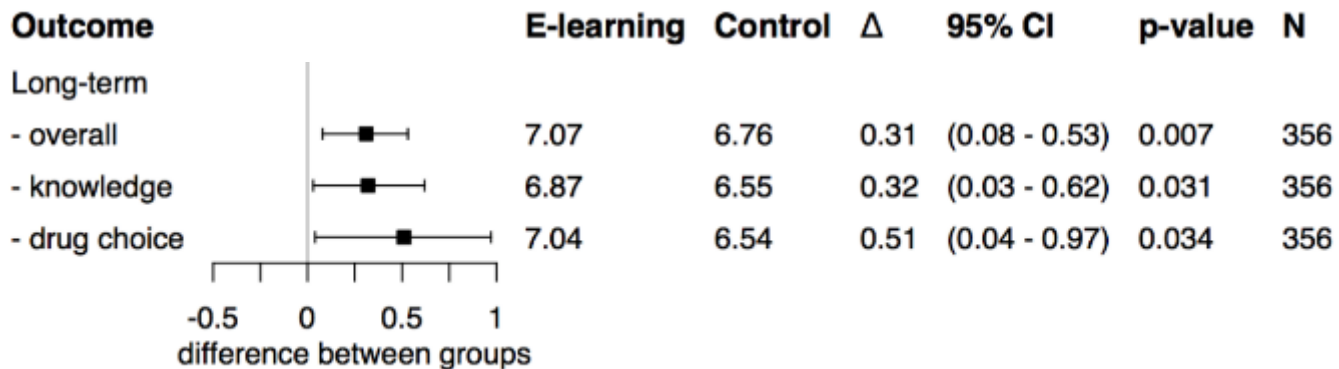 Outcome E-learning Control Δ 95% CI p-value N
Long-term
- overall 7.07 6.76 0.31 (0.08 - 0.53) 0.007 356
- knowledge 6.87 6.55 0.32 (0.03 - 0.62) 0.031 356
- drug choice 7.04 6.54 0.51 (0.04 - 0.97) 0.034 356
-0.5 0 0.5 1
difference between groups